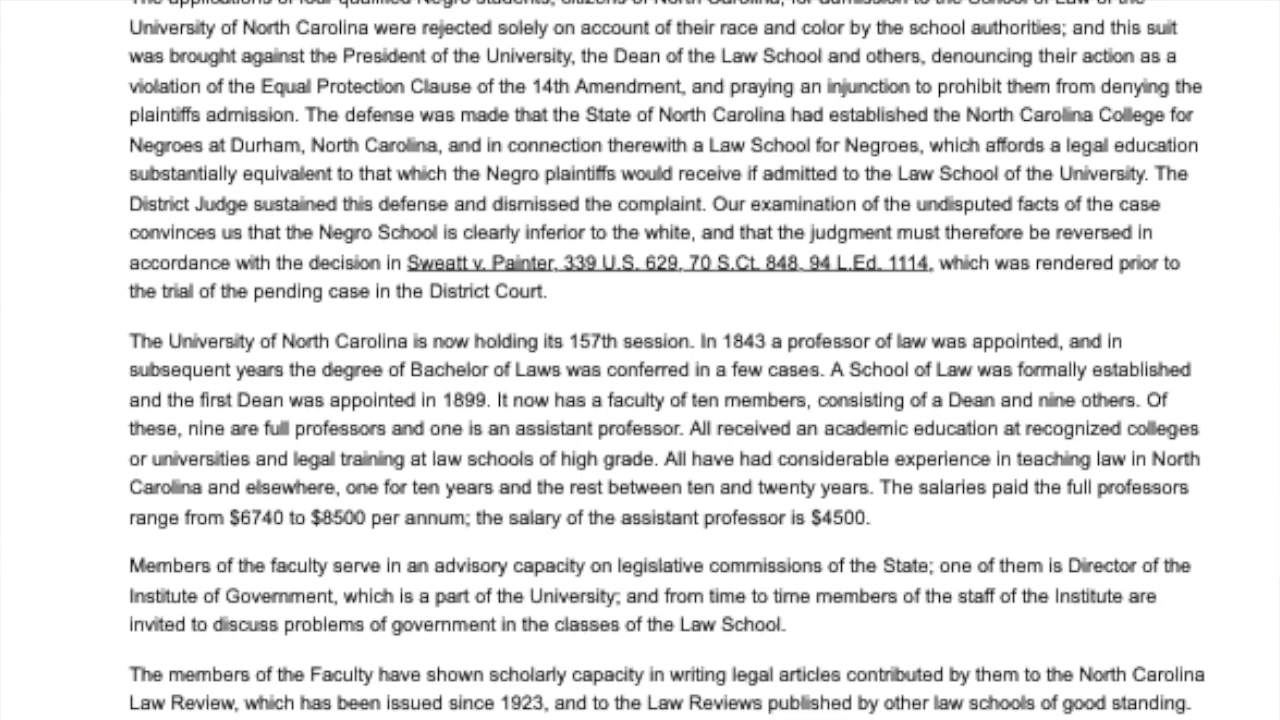 The applications of four qualified Negro students, citizens of North Carolina, for admission to the School of Law of the
University of North Carolina were rejected solely on account of their race and color by the school authorities; and this suit
was brought against the President of the University, the Dean of the Law School and others, denouncing their action as a
violation of the Equal Protection Clause of the 14th Amendment, and praying an injunction to prohibit them from denying the
plaintiffs admission. The defense was made that the State of North Carolina had established the North Carolina College for
Negroes at Durham, North Carolina, and in connection therewith a Law School for Negroes, which affords a legal education
substantially equivalent to that which the Negro plaintiffs would receive if admitted to the Law School of the University. The
District Judge sustained this defense and dismissed the complaint. Our examination of the undisputed facts of the case
convinces us that the Negro School is clearly inferior to the white, and that the judgment must therefore be reversed in
accordance with the decision in Sweatt v. Painter, 339 U.S. 629, 70 S.Ct. 848, 94 L.Ed. 1114, which was rendered prior to
the trial of the pending case in the District Court.
The University of North Carolina is now holding its 157th session. In 1843 a professor of law was appointed, and in
subsequent years the degree of Bachelor of Laws was conferred in a few cases. A School of Law was formally established
and the first Dean was appointed in 1899. It now has a faculty of ten members, consisting of a Dean and nine others. Of
these, nine are full professors and one is an assistant professor. All received an academic education at recognized colleges
or universities and legal training at law schools of high grade. All have had considerable experience in teaching law in North
Carolina and elsewhere, one for ten years and the rest between ten and twenty years. The salaries paid the full professors
range from $6740 to $8500 per annum; the salary of the assistant professor is $4500.
Members of the faculty serve in an advisory capacity on legislative commissions of the State; one of them is Director of the
Institute of Government, which is a part of the University; and from time to time members of the staff of the Institute are
invited to discuss problems of government in the classes of the Law School.
The members of the Faculty have shown scholarly capacity in writing legal articles contributed by them to the North Carolina
Law Review, which has been issued since 1923, and to the Law Reviews published by other law schools of good standing.